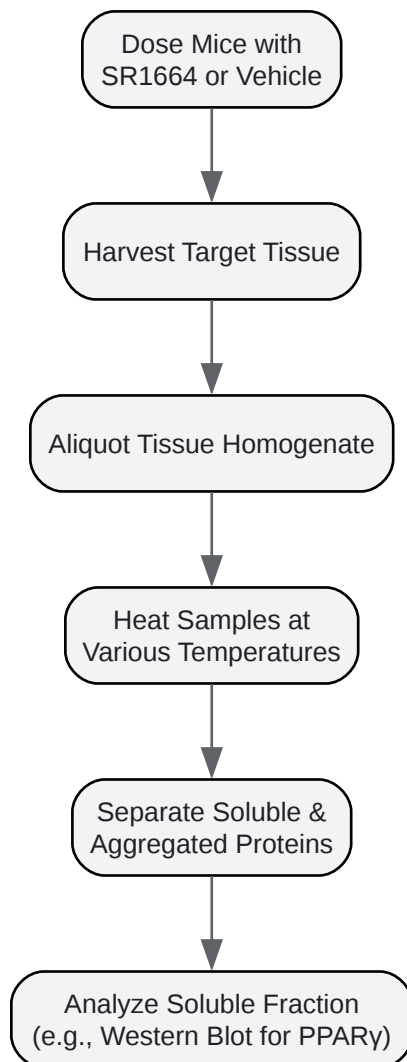 Dose Mice with
SR1664 or Vehicle
Harvest Target Tissue
Aliquot Tissue Homogenate
Heat Samples at
Various Temperatures
Separate Soluble &
Aggregated Proteins
Analyze Soluble Fraction
(e.g., Western Blot for PPARγ)